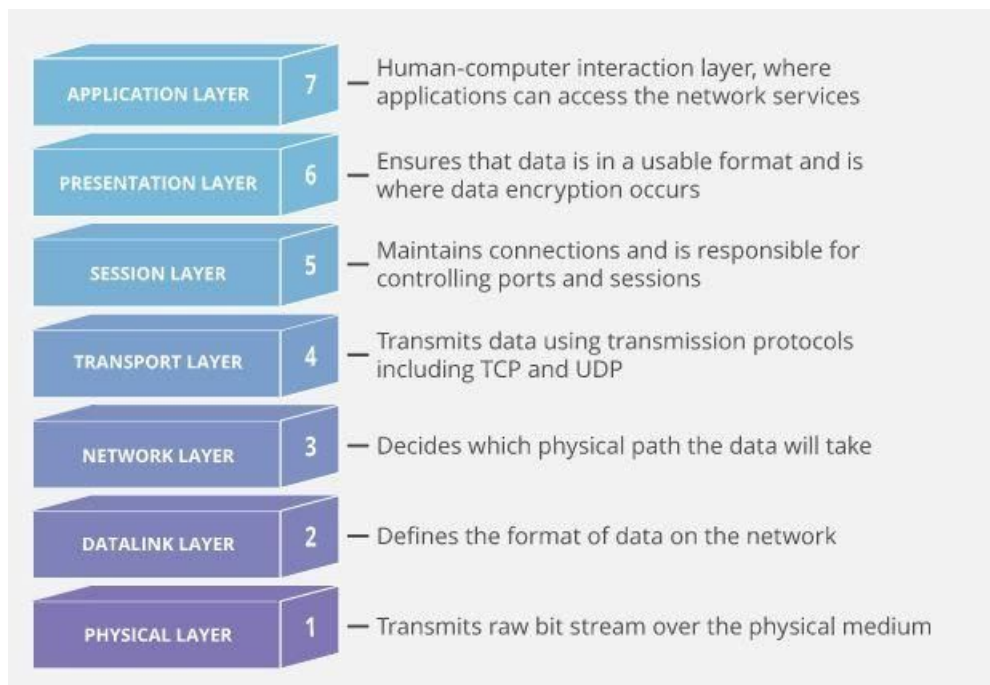 APPLICATION LAYER
7
Human-computer interaction layer, where
applications can access the network services
PRESENTATION LAYER
6
Ensures that data is in a usable format and is
where data encryption occurs
SESSION LAYER
5
Maintains connections and is responsible for
controlling ports and sessions
TRANSPORT LAYER
4
Transmits data using transmission protocols
including TCP and UDP
NETWORK LAYER
3
Decides which physical path the data will take
DATALINK LAYER
2
Defines the format of data on the network
PHYSICAL LAYER
1
Transmits raw bit stream over the physical medium